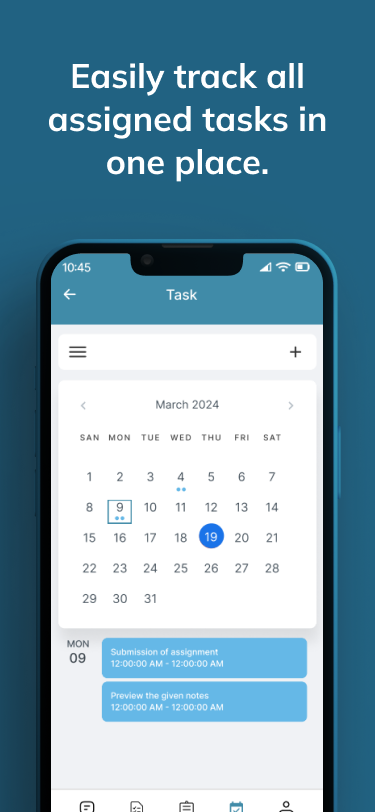 Easily track all
assigned tasks in
one place.
10:45
Task
March 2024
SAN MON TUE WED THU FRI SAT
1 2 3 4 5 6 7
8 9 10 11 12 13 14
15 16 17 18 19 20 21
22 23 24 25 26 27 28
29 30 31
MON
09
Submission of assignment
12:00:00 AM - 12:00:00 AM
Preview the given notes
12:00:00 AM - 12:00:00 AM